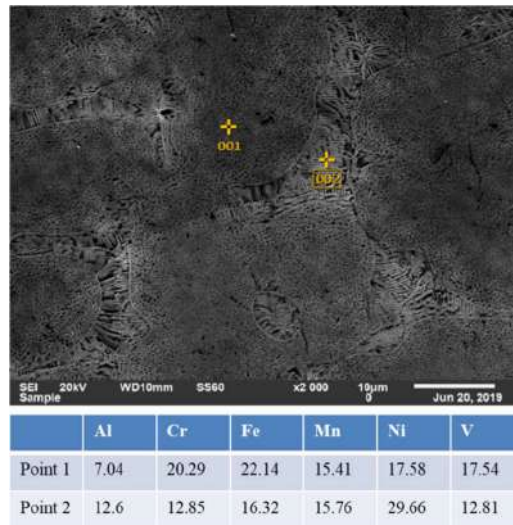 001
002
SEI 20kV WD10mm SS60 x2 000 10µm
Sample 0 Jun 20, 2019
Al Cr Fe Mn Ni V
Point 1 7.04 20.29 22.14 15.41 17.58 17.54
Point 2 12.6 12.85 16.32 15.76 29.66 12.81